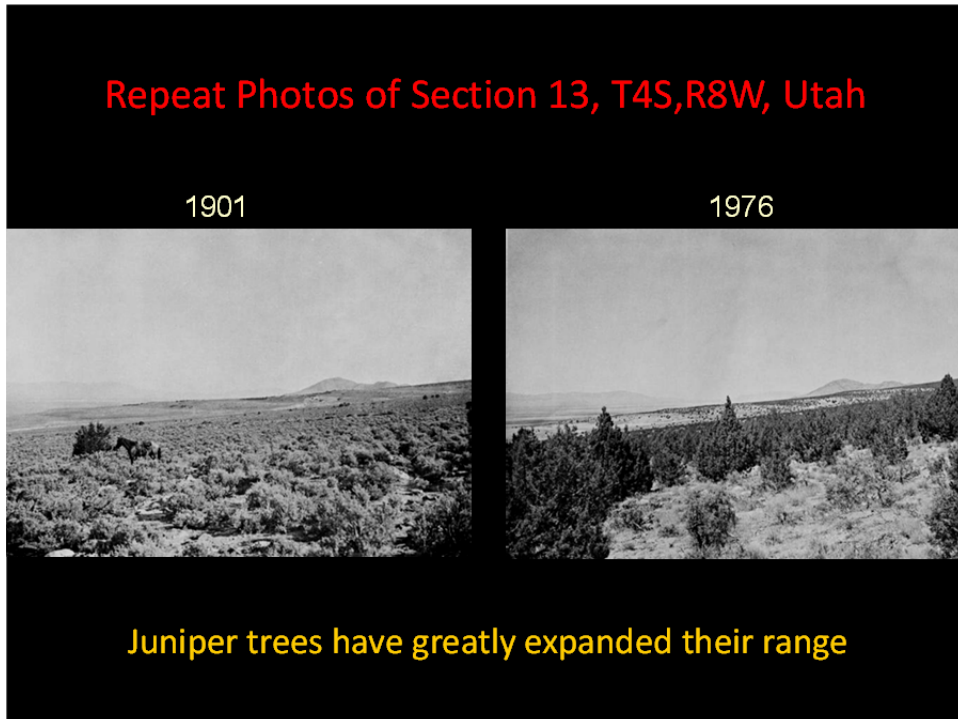 Repeat Photos of Section 13, T4S,R8W, Utah
1901
1976
Juniper trees have greatly expanded their range